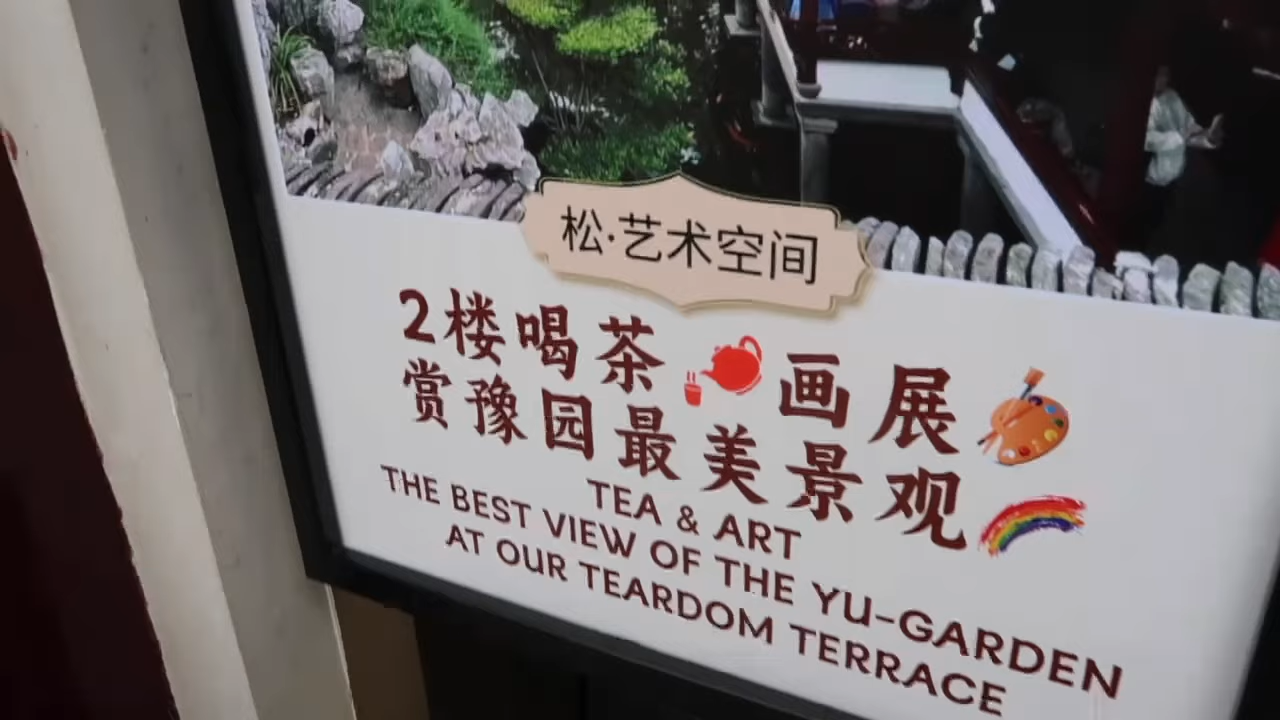 松·艺术空间
2楼喝茶 画展
赏豫园最美景观
TEA & ART
THE BEST VIEW OF THE YU-GARDEN
AT OUR TEARDOM TERRACE